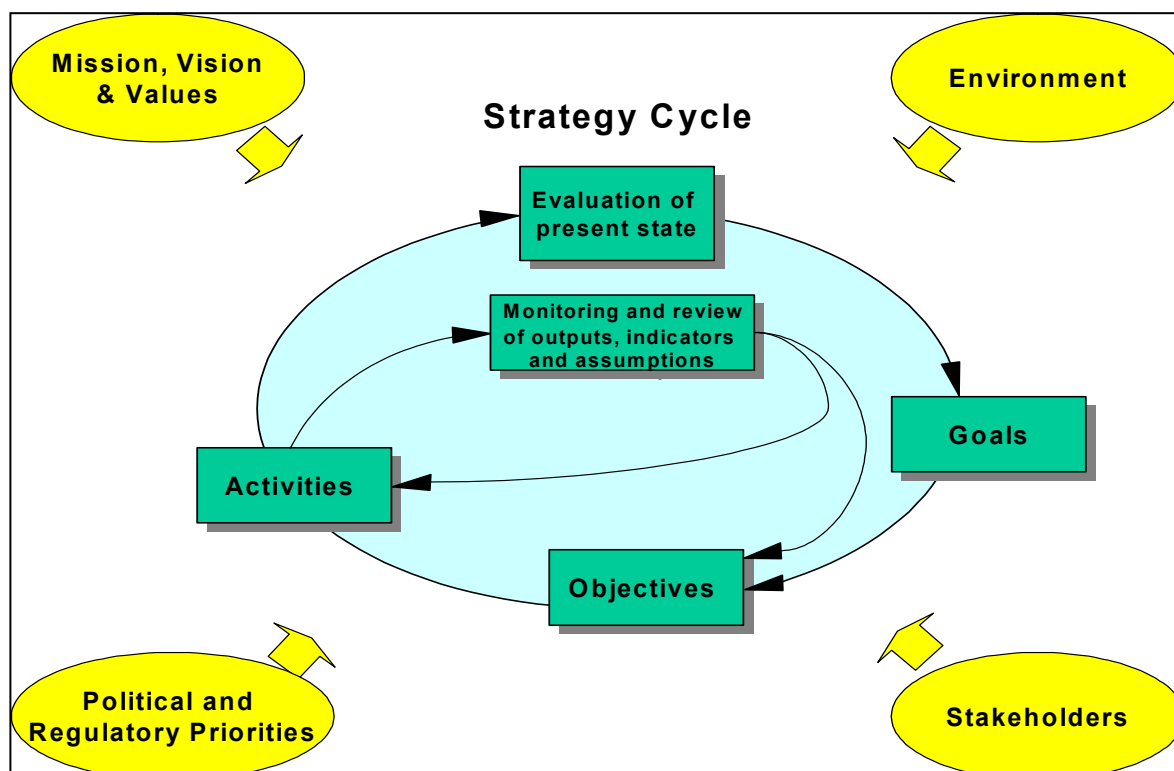 Mission, Vision
& Values
Environment
Strategy Cycle
Evaluation of
present state
Monitoring and review
of outputs, indicators
and assumptions
Goals
Activities
Objectives
Political and
Regulatory Priorities
Stakeholders